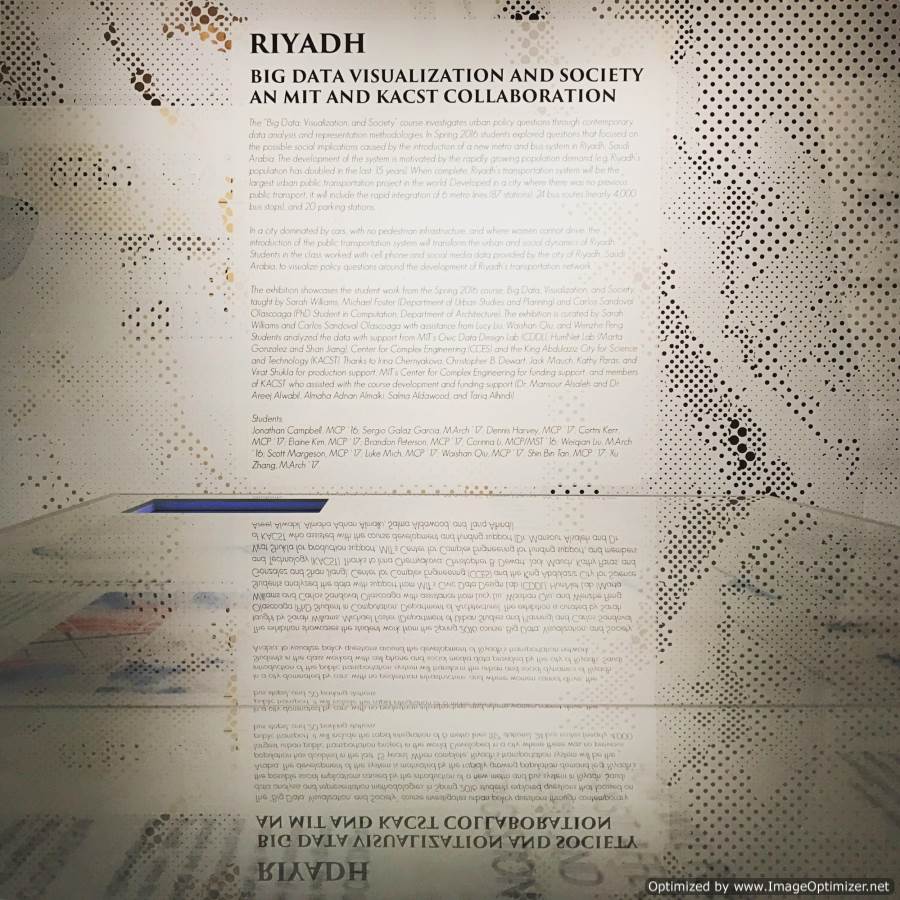 RIYADH
BIG DATA VISUALIZATION AND SOCIETY
AN MIT AND KACST COLLABORATION
The "Big Data, Visualization, and Society" course investigates urban policy questions through contemporary
data analysis and representation methodologies. In Spring 2016 students explored questions that focused on
the possible social implications caused by the introduction of a new metro and bus system in Riyadh, Saudi
Arabia. The development of the system is motivated by the rapidly growing population demand (e.g. Riyadh's
population has doubled in the last 15 years). When complete, Riyadh's transportation system will be the
largest urban public transportation project in the world. Developed in a city where there was no previous
public transport, it will include the rapid integration of 6 metro lines (87 stations), 24 bus routes (nearly 4,000
bus stops), and 20 parking stations.
In a city dominated by cars, with no pedestrian infrastructure, and where women cannot drive, the
introduction of the public transportation system will transform the urban and social dynamics of Riyadh.
Students in the class worked with cell phone and social media data provided by the city of Riyadh, Saudi
Arabia, to visualize policy questions around the development of Riyadh's transportation network.
The exhibition showcases the student work from the Spring 2016 course, Big Data, Visualization, and Society,
taught by Sarah Williams, Michael Foster (Department of Urban Studies and Planning) and Carlos Sandoval
Olascoaga (PhD Student in Computation, Department of Architecture). The exhibition is curated by Sarah
Williams and Carlos Sandoval Olascoaga with assistance from Lucy Liu, Waishan Qiu, and Wenzhe Peng.
Students analyzed the data with support from MIT's Civic Data Design Lab (CDDL), HumNet Lab (Marta
Gonzalez and Shan Jiang), Center for Complex Engineering (CCES) and the King Abdulaziz City for Science
and Technology (KACST). Thanks to Irina Chernyakova, Christopher B. Dewart, Jack Mausch, Kathy Paras, and
Virat Shukla for production support, MIT's Center for Complex Engineering for funding support, and members
of KACST who assisted with the course development and funding support (Dr. Mansour Alsaleh and Dr.
Areej Alwabil, Almaha Adnan Almalki, Salma Aldawood, and Tariq Alhindi).
Students
Jonathan Campbell, MCP '16; Sergio Galaz Garcia, MArch '17; Dennis Harvey, MCP '17; Corttni Kerr,
MCP '17; Elaine Kim, MCP '17; Brandon Peterson, MCP '17; Corinna Li, MCP/MST '16; Weiqian Liu, MArch
'16; Scott Margeson, MCP '17; Luke Mich, MCP '17; Waishan Qiu, MCP '17; Shin Bin Tan, MCP '17; Xu
Zhang, MArch '17
Optimized by www.ImageOptimizer.net